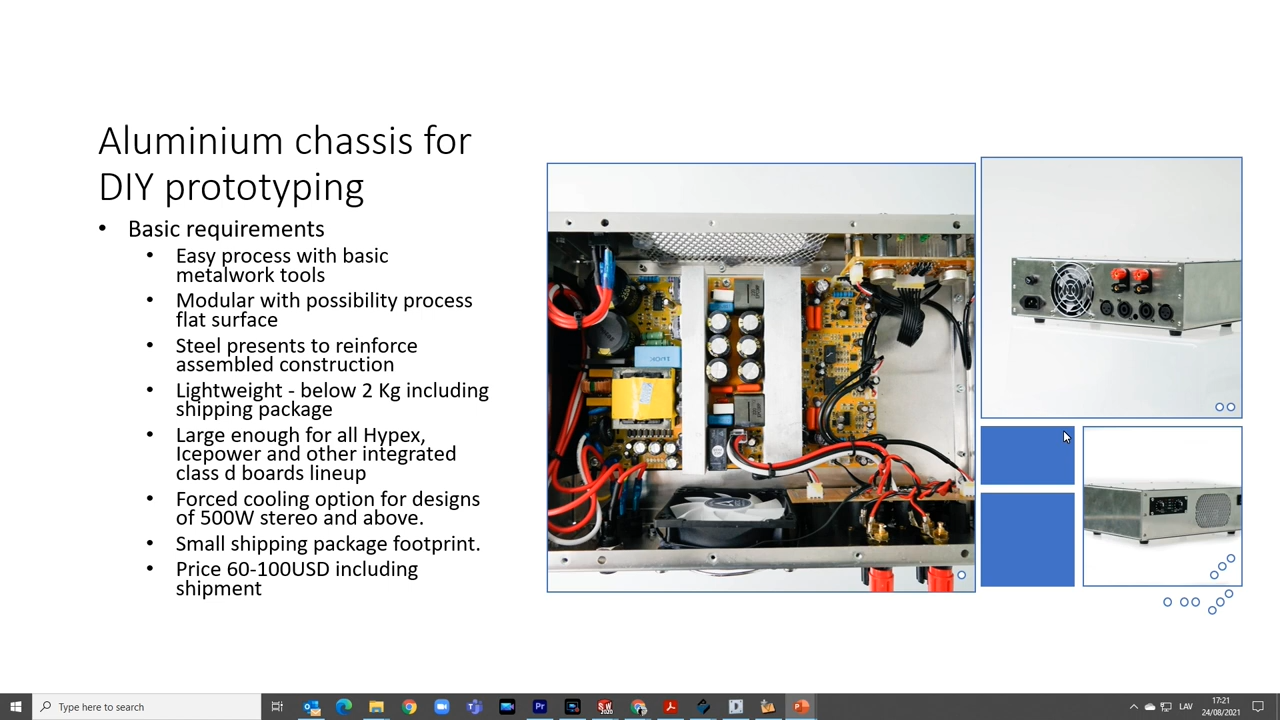 Aluminium chassis for
DIY prototyping
• Basic requirements
• Easy process with basic
metalwork tools
• Modular with possibility process
flat surface
• Steel presents to reinforce
assembled construction
• Lightweight - below 2 Kg including
shipping package
• Large enough for all Hypex,
Icepower and other integrated
class d boards lineup
• Forced cooling option for designs
of 500W stereo and above.
• Small shipping package footprint.
• Price 60-100USD including
shipment
Type here to search
LAV
17:21
24/08/2021